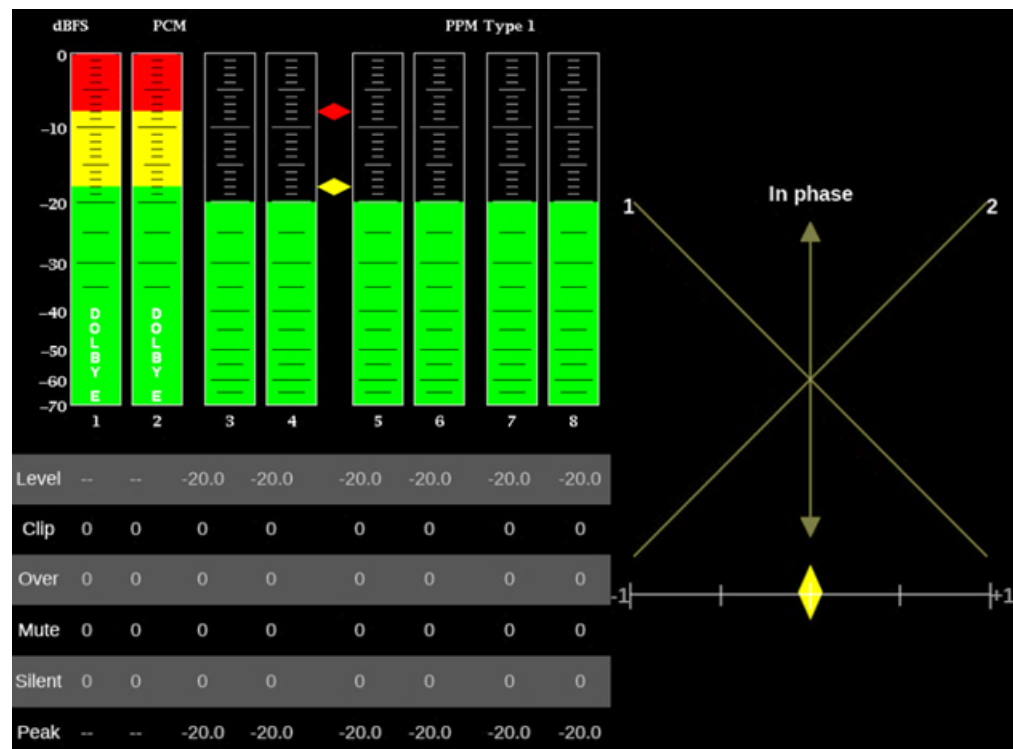 dBFS PCM PPM Type 1
0
-10
-20
-30
-40
-50
-60
-70
DOLBY E
DOLBY E
1 2 3 4 5 6 7 8
In phase
1 2
-1 +1
Level -- -- -20.0 -20.0 -20.0 -20.0 -20.0 -20.0
Clip 0 0 0 0 0 0 0 0
Over 0 0 0 0 0 0 0 0
Mute 0 0 0 0 0 0 0 0
Silent 0 0 0 0 0 0 0 0
Peak -- -- -20.0 -20.0 -20.0 -20.0 -20.0 -20.0